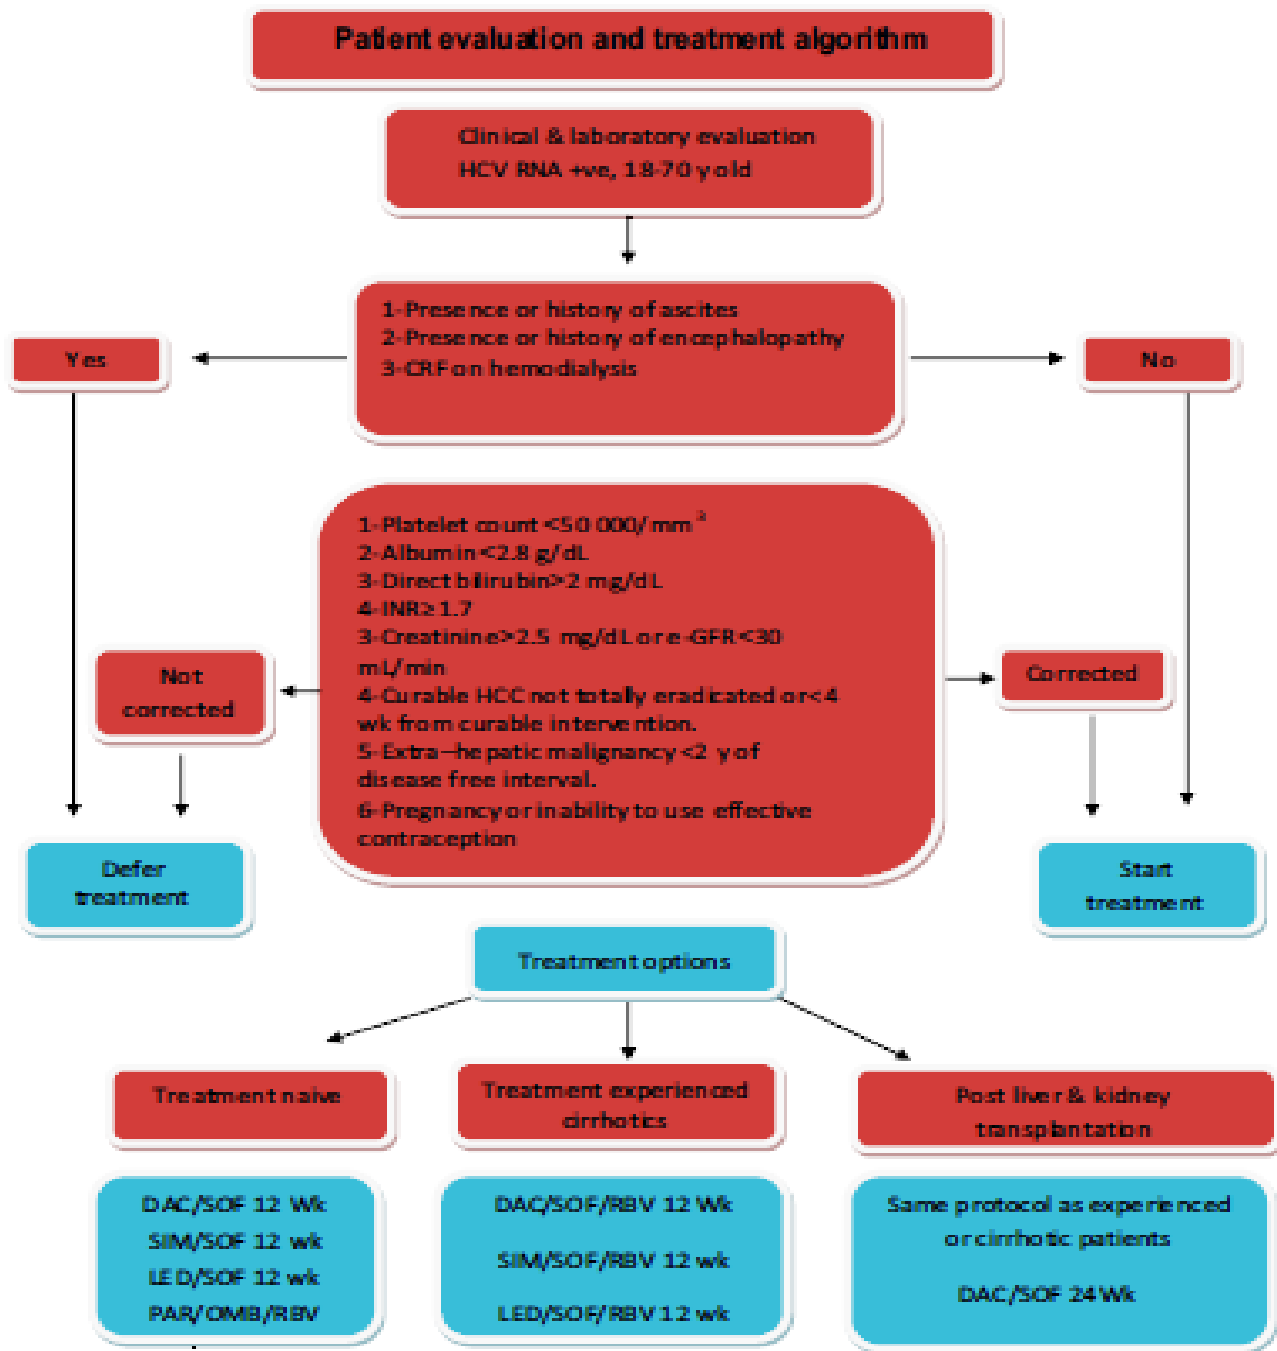 Patient evaluation and treatment algorithm
Clinical & laboratory evaluation
HCV RNA +ve, 18-70 y old
1-Presence or history of ascites
2-Presence or history of encephalopathy
3-CRF on hemodialysis
Yes
No
1-Platelet count <50 000/mm³
2-Albumin <2.8 g/dL
3-Direct bilirubin>2 mg/dL
4-INR≥ 1.7
3-Creatinine>2.5 mg/dL or e-GFR <30
mL/min
4-Curable HCC not totally eradicated or< 4
wk from curable intervention.
5-Extra–hepatic malignancy <2 y of
disease free interval.
6-Pregnancy or inability to use effective
contraception
Not
corrected
Corrected
Defer
treatment
Start
treatment
Treatment options
Treatment naive
Treatment experienced
cirrhotics
Post liver & kidney
transplantation
DAC/SOF 12 Wk
SIM/SOF 12 wk
LED/SOF 12 wk
PAR/OMB/RBV
DAC/SOF/RBV 12 Wk
SIM/SOF/RBV 12 wk
LED/SOF/RBV 12 wk
Same protocol as experienced
or cirrhotic patients
DAC/SOF 24 Wk